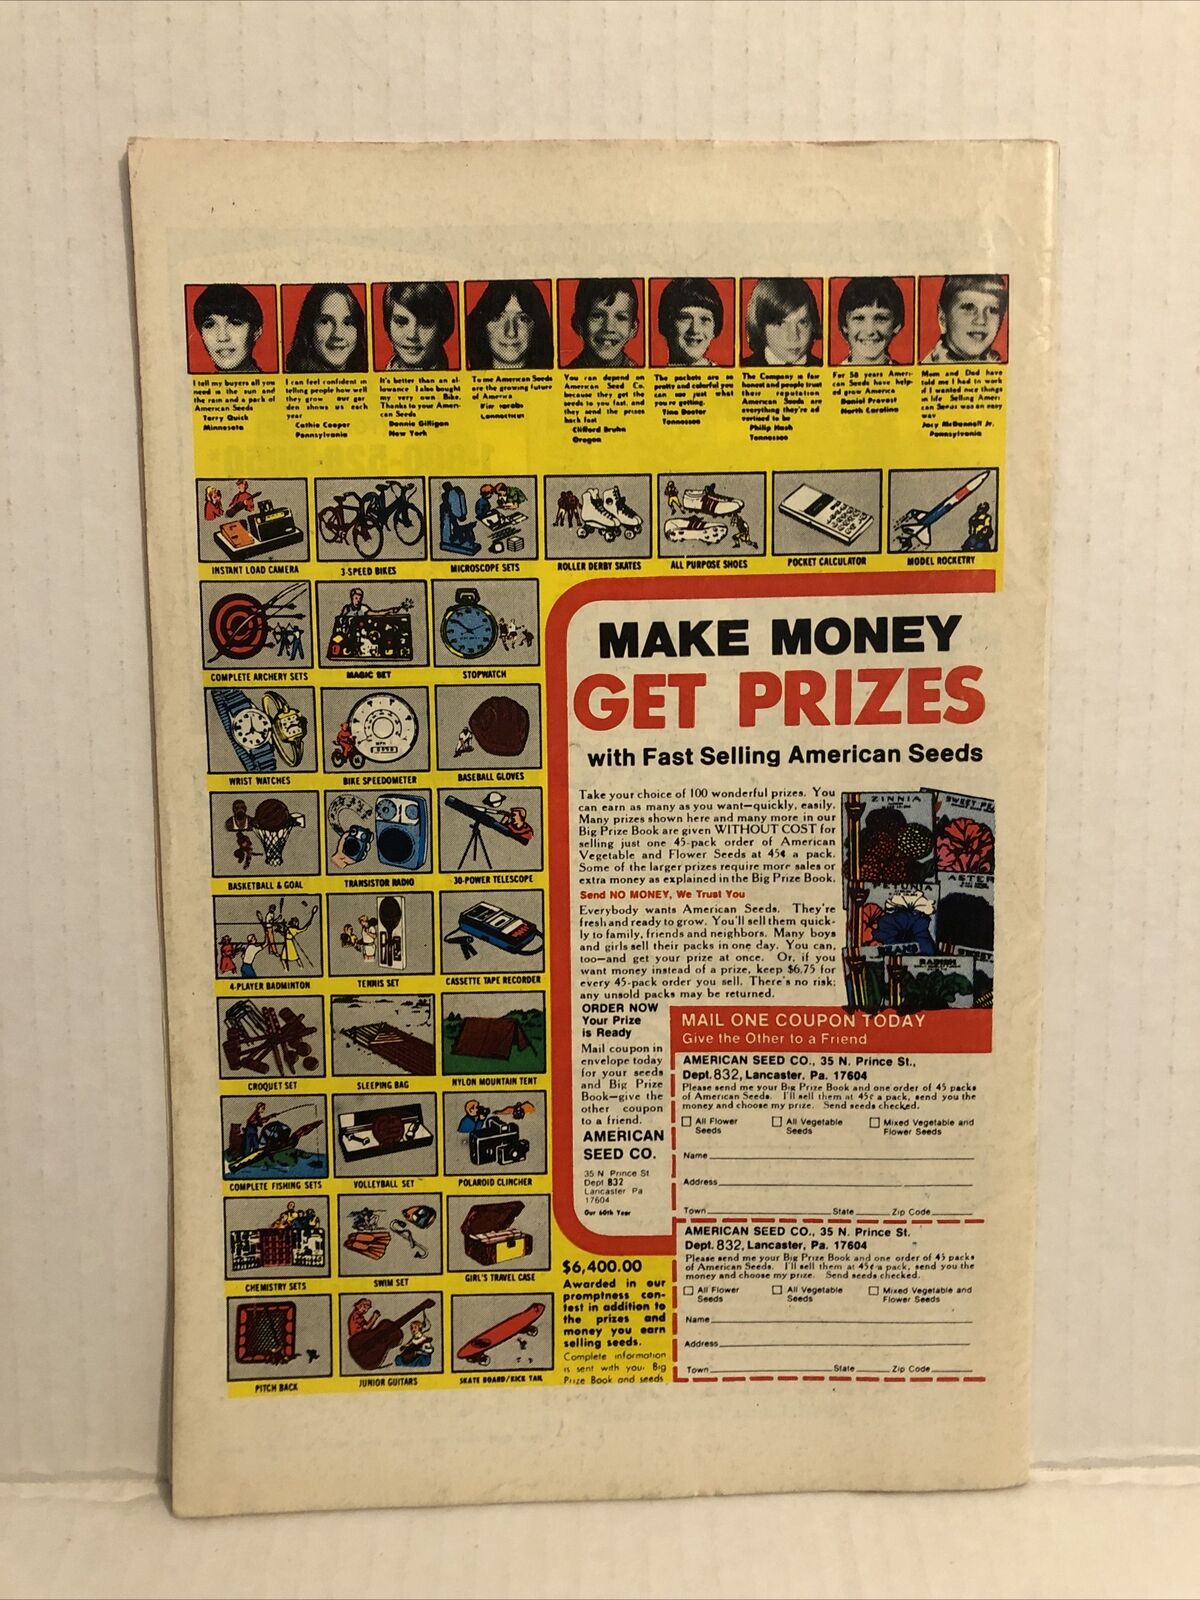 I tell my buyers all you
need is the sun and
the rain and a pack of
American Seeds
Terry Quick
Minnesota
I can feel confident in
telling people how well
they grow our gar
den shows us each
year
Cathie Cooper
Pennsylvania
It's better than an al-
lowance I also bought
my very own Bike.
Thanks to your Ameri-
can Seeds
Donnie Gilligan
New York
To me American Seeds
are the growing future
of America
Connecticut
You can depend on
American Seed Co.
because they get the
seeds to you fast, and
they send the prizes
back fast
Clifford Bruhn
Oregon
The packets are so
pretty and colorful you
can see just what
you're getting.
Tina Doster
Tennessee
The Company is fair
honest and people trust
their reputation
American Seeds are
everything they're ad
vertised to be
Philip Nash
Tennessee
For 58 years Ameri-
can Seeds have help-
ed grow America
Daniel Provost
North Carolina
Mom and Dad have
told me I had to work
if I wanted nice things
in life Selling Ameri
can Seeds was an easy
way
Jacy McDonnell Jr.
Pennsylvania
INSTANT LOAD CAMERA
3-SPEED BIKES
MICROSCOPE SETS
ROLLER DERBY SKATES
ALL PURPOSE SHOES
POCKET CALCULATOR
MODEL ROCKETRY
COMPLETE ARCHERY SETS
MAGIC SET
STOPWATCH
WRIST WATCHES
BIKE SPEEDOMETER
BASEBALL GLOVES
BASKETBALL & GOAL
TRANSISTOR RADIO
30-POWER TELESCOPE
4-PLAYER BADMINTON
TENNIS SET
CASSETTE TAPE RECORDER
CROQUET SET
SLEEPING BAG
NYLON MOUNTAIN TENT
COMPLETE FISHING SETS
VOLLEYBALL SET
POLAROID CLINCHER
CHEMISTRY SETS
SWIM SET
GIRL'S TRAVEL CASE
PITCH BACK
JUNIOR GUITARS
SKATE BOARD/KICK TAIL
MAKE MONEY
GET PRIZES
with Fast Selling American Seeds
Take your choice of 100 wonderful prizes. You
can earn as many as you want—quickly, easily.
Many prizes shown here and many more in our
Big Prize Book are given WITHOUT COST for
selling just one 45-pack order of American
Vegetable and Flower Seeds at 45¢ a pack.
Some of the larger prizes require more sales or
extra money as explained in the Big Prize Book.
Send NO MONEY, We Trust You
Everybody wants American Seeds. They're
fresh and ready to grow. You'll sell them quick-
ly to family, friends and neighbors. Many boys
and girls sell their packs in one day. You can,
too—and get your prize at once. Or, if you
want money instead of a prize, keep $6.75 for
every 45-pack order you sell. There's no risk;
any unsold packs may be returned.
ZINNIA
SWEET PE
ASTER
PETUNIA
BEANS
RADISH
SWEET
ORDER NOW
Your Prize
is Ready
Mail coupon in
envelope today
for your seeds
and Big Prize
Book—give the
other coupon
to a friend.
AMERICAN
SEED CO.
35 N Prince St
Dept 832
Lancaster Pa
17604
Our 60th Year
$6,400.00
Awarded in our
promptness con-
test in addition to
the prizes and
money you earn
selling seeds.
Complete information
is sent with your Big
Prize Book and seeds
MAIL ONE COUPON TODAY
Give the Other to a Friend
AMERICAN SEED CO., 35 N. Prince St.,
Dept. 832, Lancaster, Pa. 17604
Please send me your Big Prize Book and one order of 45 packs
of American Seeds. I'll sell them at 45¢ a pack, send you the
money and choose my prize. Send seeds checked.
All Flower Seeds
All Vegetable Seeds
Mixed Vegetable and Flower Seeds
Name
Address
Town State Zip Code
AMERICAN SEED CO., 35 N. Prince St.
Dept. 832, Lancaster, Pa. 17604
Please send me your Big Prize Book and one order of 45 packs
of American Seeds. I'll sell them at 45¢ a pack, send you the
money and choose my prize. Send seeds checked.
All Flower Seeds
All Vegetable Seeds
Mixed Vegetable and Flower Seeds
Name
Address
Town State Zip Code